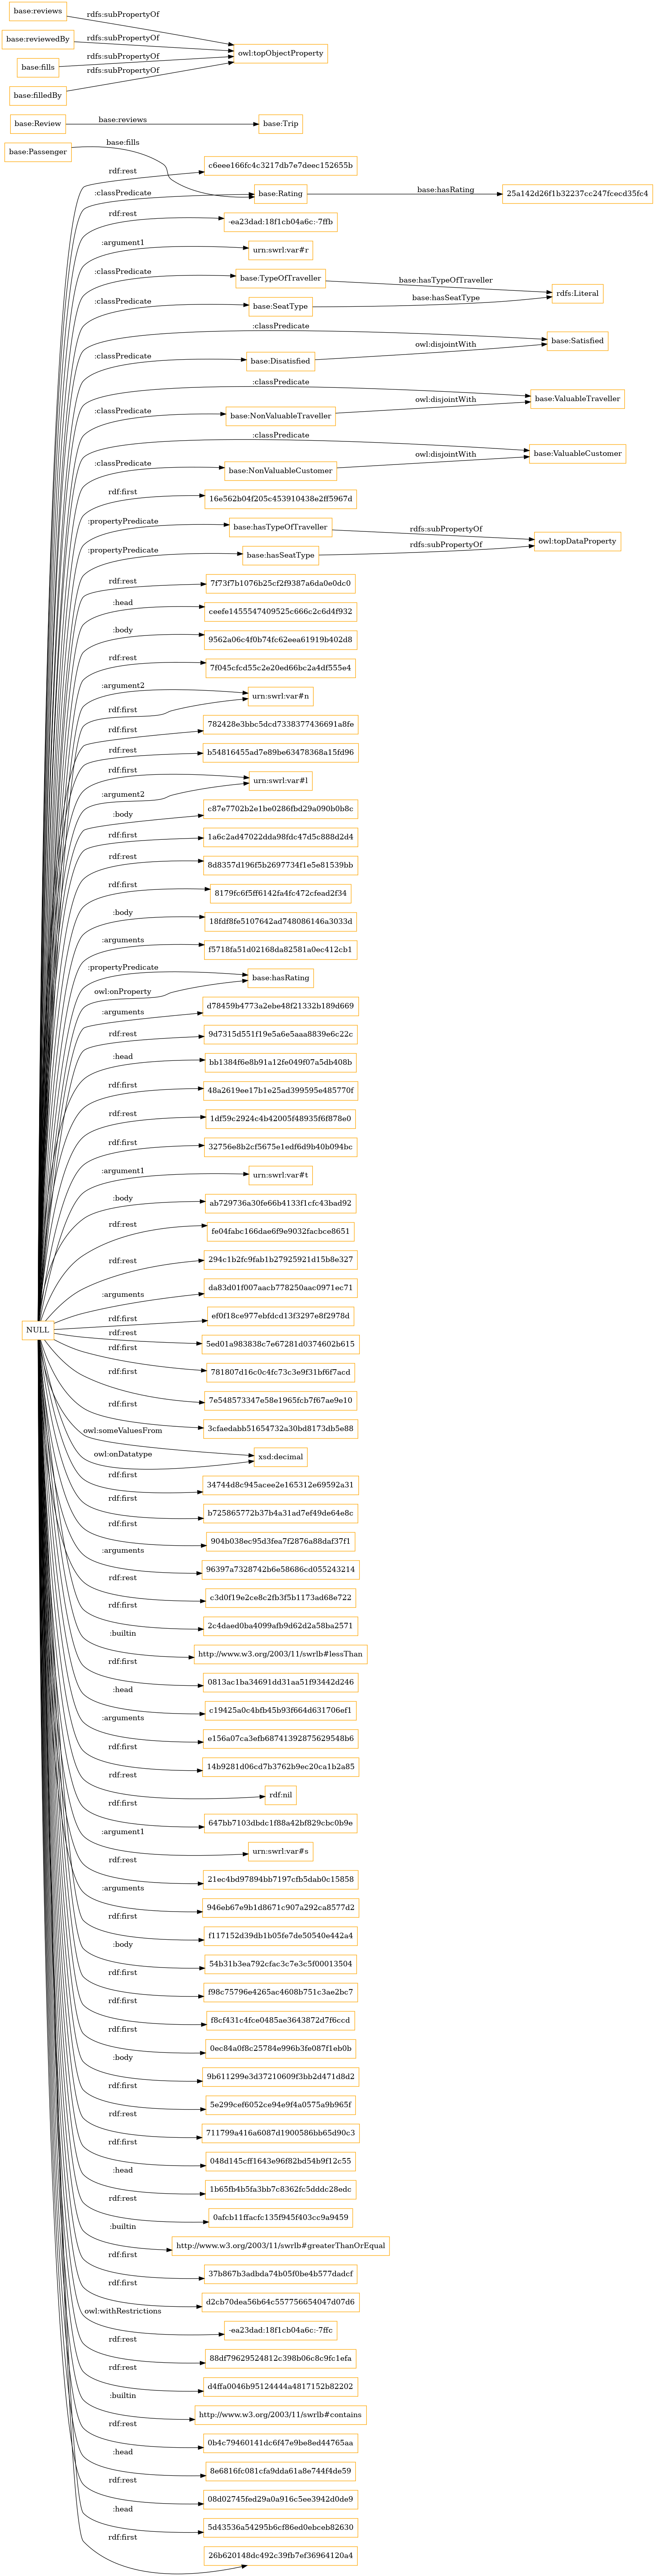 base:reviews
rdfs:subPropertyOf
base:reviewedBy
rdfs:subPropertyOf
owl:topObjectProperty
rdfs:subPropertyOf
base:fills
rdfs:subPropertyOf
base:filledBy
base:Review
base:reviews
base:Trip
base:Passenger
base:fills
rdf:rest
c6eee166fc4c3217db7e7deec152655b
:classPredicate
base:Rating
base:hasRating
25a142d26f1b32237cc247fcecd35fc4
rdf:rest
-ea23dad:18f1cb04a6c:-7ffb
:argument1
urn:swrl:var#r
:classPredicate
base:TypeOfTraveller
base:hasTypeOfTraveller
rdfs:Literal
:classPredicate
base:SeatType
base:hasSeatType
:classPredicate
base:Satisfied
:classPredicate
base:Disatisfied
owl:disjointWith
:classPredicate
base:ValuableTraveller
:classPredicate
base:NonValuableTraveller
owl:disjointWith
:classPredicate
base:ValuableCustomer
:classPredicate
base:NonValuableCustomer
owl:disjointWith
rdf:first
16e562b04f205c453910438e2ff5967d
:propertyPredicate
base:hasTypeOfTraveller
rdfs:subPropertyOf
owl:topDataProperty
:propertyPredicate
base:hasSeatType
rdfs:subPropertyOf
rdf:rest
7f73f7b1076b25cf2f9387a6da0e0dc0
:head
ceefe1455547409525c666c2c6d4f932
:body
9562a06c4f0b74fc62eea61919b402d8
rdf:rest
7f045cfcd55c2e20ed66bc2a4df555e4
:argument2
urn:swrl:var#n
rdf:first
rdf:first
782428e3bbc5dcd7338377436691a8fe
rdf:rest
b54816455ad7e89be63478368a15fd96
rdf:first
urn:swrl:var#l
:argument2
:body
c87e7702b2e1be0286fbd29a090b0b8c
rdf:first
1a6c2ad47022dda98fdc47d5c888d2d4
rdf:rest
8d8357d196f5b2697734f1e5e81539bb
rdf:first
8179fc6f5ff6142fa4fc472cfead2f34
:body
18fdf8fe5107642ad748086146a3033d
:arguments
f5718fa51d02168da82581a0ec412cb1
:propertyPredicate
base:hasRating
owl:onProperty
:arguments
d78459b4773a2ebe48f21332b189d669
rdf:rest
9d7315d551f19e5a6e5aaa8839e6c22c
:head
bb1384f6e8b91a12fe049f07a5db408b
rdf:first
48a2619ee17b1e25ad399595e485770f
rdf:rest
1df59c2924c4b42005f48935f6f878e0
rdf:first
32756e8b2cf5675e1edf6d9b40b094bc
:argument1
urn:swrl:var#t
:body
ab729736a30fe66b4133f1cfc43bad92
rdf:rest
fe04fabc166dae6f9e9032facbce8651
rdf:rest
294c1b2fc9fab1b27925921d15b8e327
:arguments
da83d01f007aacb778250aac0971ec71
rdf:first
ef0f18ce977ebfdcd13f3297e8f2978d
NULL
rdf:rest
5ed01a983838c7e67281d0374602b615
rdf:first
781807d16c0c4fc73c3e9f31bf6f7acd
rdf:first
7e548573347e58e1965fcb7f67ae9e10
rdf:first
3cfaedabb51654732a30bd8173db5e88
owl:someValuesFrom
xsd:decimal
owl:onDatatype
rdf:first
34744d8c945acee2e165312e69592a31
rdf:first
b725865772b37b4a31ad7ef49de64e8c
rdf:first
904b038ec95d3fea7f2876a88daf37f1
:arguments
96397a7328742b6e58686cd055243214
rdf:rest
c3d0f19e2ce8c2fb3f5b1173ad68e722
rdf:first
2c4daed0ba4099afb9d62d2a58ba2571
:builtin
http://www.w3.org/2003/11/swrlb#lessThan
rdf:first
0813ac1ba34691dd31aa51f93442d246
:head
c19425a0c4bfb45b93f664d631706ef1
:arguments
e156a07ca3efb68741392875629548b6
rdf:first
14b9281d06cd7b3762b9ec20ca1b2a85
rdf:rest
rdf:nil
rdf:first
647bb7103dbdc1f88a42bf829cbc0b9e
:argument1
urn:swrl:var#s
rdf:rest
21ec4bd97894bb7197cfb5dab0c15858
:arguments
946eb67e9b1d8671c907a292ca8577d2
rdf:first
f117152d39db1b05fe7de50540e442a4
:body
54b31b3ea792cfac3c7e3c5f00013504
rdf:first
f98c75796e4265ac4608b751c3ae2bc7
rdf:first
f8cf431c4fce0485ae3643872d7f6ccd
rdf:first
0ec84a0f8c25784e996b3fe087f1eb0b
:body
9b611299e3d37210609f3bb2d471d8d2
rdf:first
5e299cef6052ce94e9f4a0575a9b965f
rdf:rest
711799a416a6087d1900586bb65d90c3
rdf:first
048d145cff1643e96f82bd54b9f12c55
:head
1b65fb4b5fa3bb7c8362fc5dddc28edc
rdf:rest
0afcb11ffacfc135f945f403cc9a9459
:builtin
http://www.w3.org/2003/11/swrlb#greaterThanOrEqual
rdf:first
37b867b3adbda74b05f0be4b577dadcf
rdf:first
d2cb70dea56b64c557756654047d07d6
owl:withRestrictions
-ea23dad:18f1cb04a6c:-7ffc
rdf:rest
88df79629524812c398b06c8c9fc1efa
rdf:rest
d4ffa0046b95124444a4817152b82202
:builtin
http://www.w3.org/2003/11/swrlb#contains
rdf:rest
0b4c79460141dc6f47e9be8ed44765aa
:head
8e6816fc081cfa9dda61a8e744f4de59
rdf:rest
08d02745fed29a0a916c5ee3942d0de9
:head
5d43536a54295b6cf86ed0ebceb82630
rdf:first
26b620148dc492c39fb7ef36964120a4